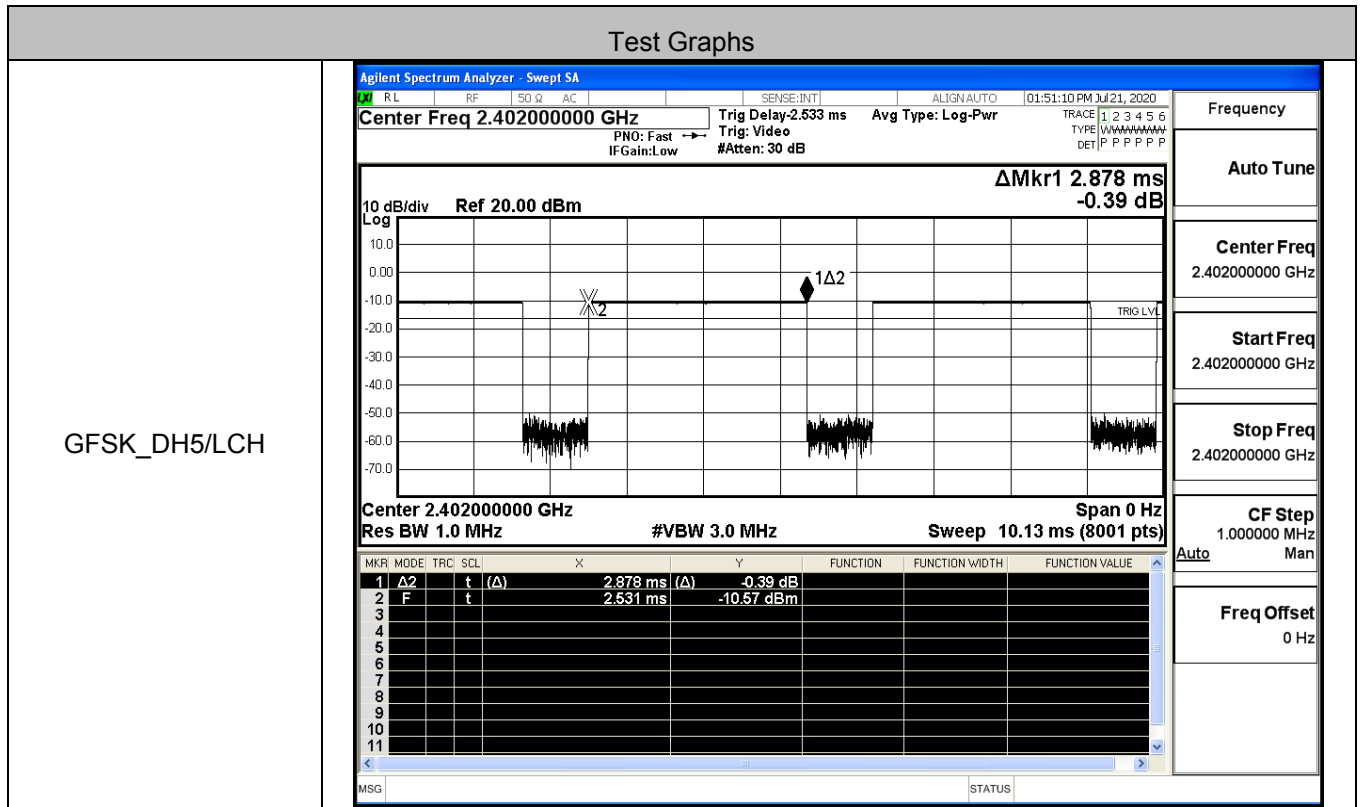 Test Graphs
GFSK_DH5/LCH
Agilent Spectrum Analyzer - Swept SA
LXI RL RF 50 Ω AC SENSE:INT ALIGN AUTO 01:51:10 PM Jul 21, 2020
Center Freq 2.402000000 GHz
PNO: Fast
IFGain:Low
Trig Delay-2.533 ms
Trig: Video
#Atten: 30 dB
Avg Type: Log-Pwr
TRACE 1 2 3 4 5 6
TYPE WWWWWW
DET P P P P P P
ΔMkr1 2.878 ms
-0.39 dB
10 dB/div Ref 20.00 dBm
Log
10.0
0.00
-10.0
-20.0
-30.0
-40.0
-50.0
-60.0
-70.0
1Δ2
2
TRIG LVL
Center 2.402000000 GHz Span 0 Hz
Res BW 1.0 MHz #VBW 3.0 MHz Sweep 10.13 ms (8001 pts)
MKR MODE TRC SCL X Y FUNCTION FUNCTION WIDTH FUNCTION VALUE
1 Δ2 t (Δ) 2.878 ms (Δ) -0.39 dB
2 F t 2.531 ms -10.57 dBm
3
4
5
6
7
8
9
10
11
MSG STATUS
Frequency
Auto Tune
Center Freq
2.402000000 GHz
Start Freq
2.402000000 GHz
Stop Freq
2.402000000 GHz
CF Step
1.000000 MHz
Auto Man
Freq Offset
0 Hz